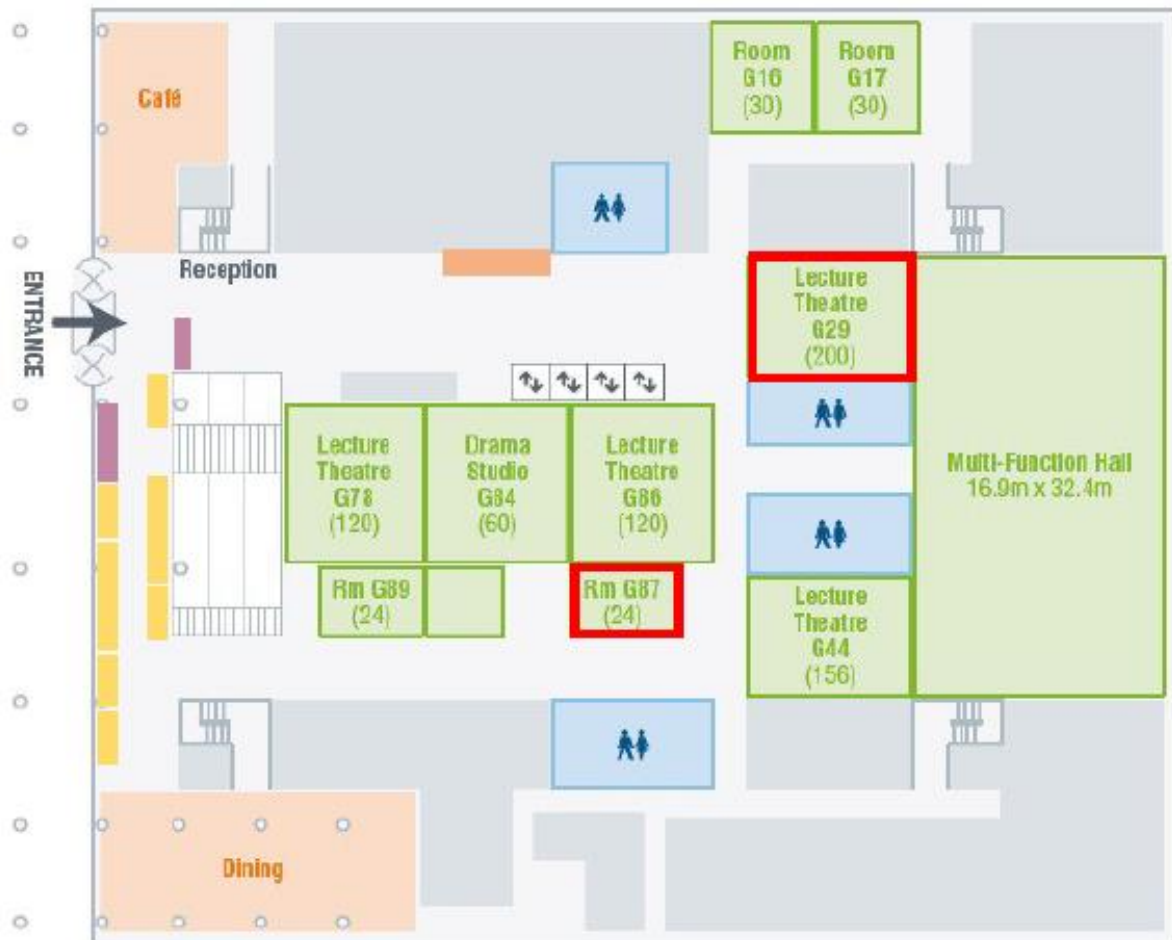 Room
G16
(30)
Room
G17
(30)
Café
ENTRANCE
Reception
Lecture
Theatre
G29
(200)
Lecture
Theatre
G78
(120)
Drama
Studio
G84
(60)
Lecture
Theatre
G86
(120)
Multi-Function Hall
16.9m x 32.4m
Rm G89
(24)
Rm G87
(24)
Lecture
Theatre
G44
(156)
Dining